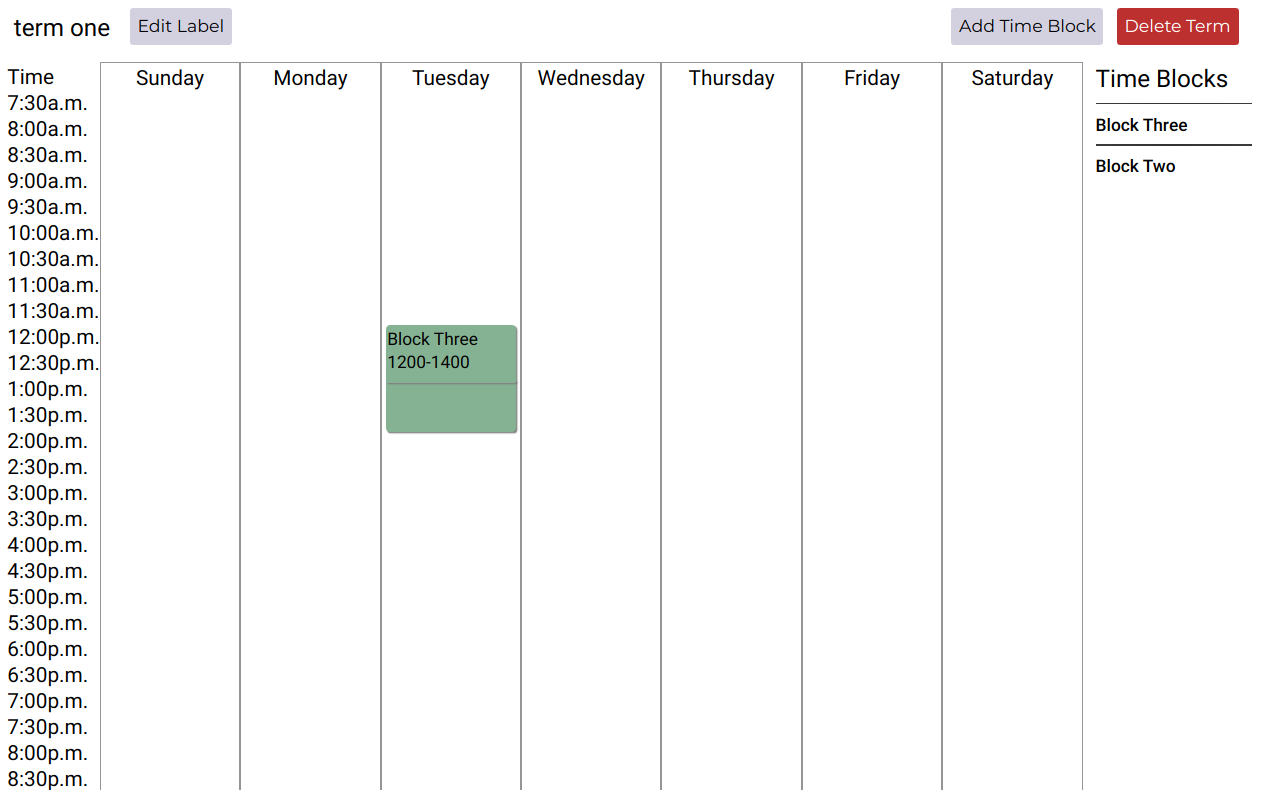 term one Edit Label Add Time Block Delete Term
Time Sunday Monday Tuesday Wednesday Thursday Friday Saturday Time Blocks
7:30a.m.
8:00a.m. Block Three
8:30a.m.
9:00a.m. Block Two
9:30a.m.
10:00a.m.
10:30a.m.
11:00a.m.
11:30a.m.
12:00p.m. Block Three
12:30p.m. 1200-1400
1:00p.m.
1:30p.m.
2:00p.m.
2:30p.m.
3:00p.m.
3:30p.m.
4:00p.m.
4:30p.m.
5:00p.m.
5:30p.m.
6:00p.m.
6:30p.m.
7:00p.m.
7:30p.m.
8:00p.m.
8:30p.m.